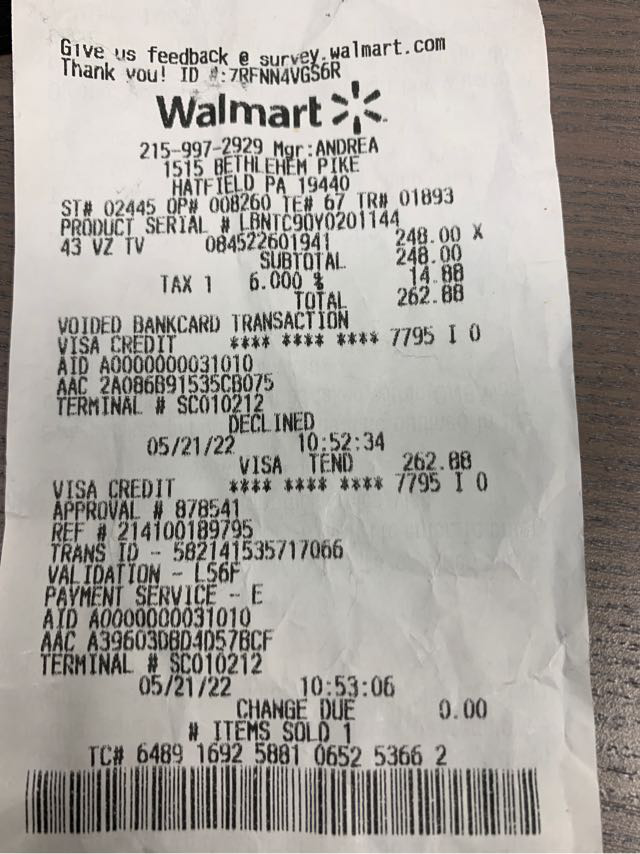 Give us feedback @ survey.walmart.com
Thank you! ID #:7RFNN4VGS6R
Walmart
215-997-2929 Mgr:ANDREA
1515 BETHLEHEM PIKE
HATFIELD PA 19440
ST# 02445 OP# 008260 TE# 67 TR# 01893
PRODUCT SERIAL # LBNTC90Y0201144
43 VZ TV 084522601941 248.00 X
SUBTOTAL 248.00
TAX 1 6.000 % 14.88
TOTAL 262.88
VOIDED BANKCARD TRANSACTION
VISA CREDIT **** **** **** 7795 I 0
AID A0000000031010
AAC 2A086B91535CB075
TERMINAL # SC010212
DECLINED
05/21/22 10:52:34
VISA TEND 262.88
VISA CREDIT **** **** **** 7795 I 0
APPROVAL # 878541
REF # 214100189795
TRANS ID - 582141535717066
VALIDATION - LS6F
PAYMENT SERVICE - E
AID A0000000031010
AAC A39603DBD4D57BCF
TERMINAL # SC010212
05/21/22 10:53:06
CHANGE DUE 0.00
# ITEMS SOLD 1
TC# 6489 1692 5881 0652 5366 2